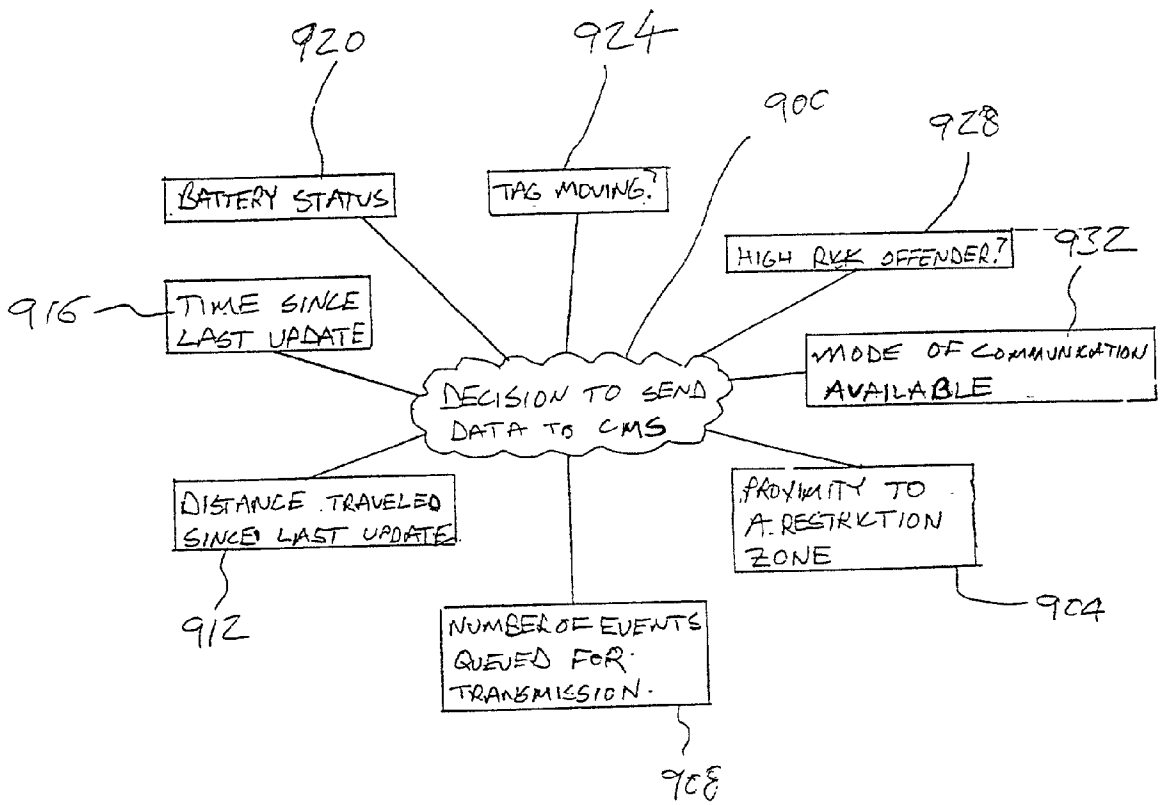 920
924
900
928
932
BATTERY STATUS
TAG MOVING?
HIGH RISK OFFENDER?
916
TIME SINCE
LAST UPDATE
MODE OF COMMUNICATION
AVAILABLE
DECISION TO SEND
DATA TO CMS
DISTANCE TRAVELED
SINCE LAST UPDATE
PROXIMITY TO
A RESTRICTION
ZONE
912
904
NUMBER OF EVENTS
QUEUED FOR
TRANSMISSION.
908